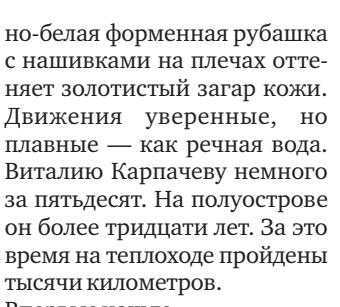 но-белая форменная рубашка
с нашивками на плечах отте-
няет золотистый загар кожи.
Движения уверенные, но
плавные — как речная вода.
Виталию Карпачеву немного
за пятьдесят. На полуострове
он более тридцати лет. За это
время на теплоходе пройдены
тысячи километров.